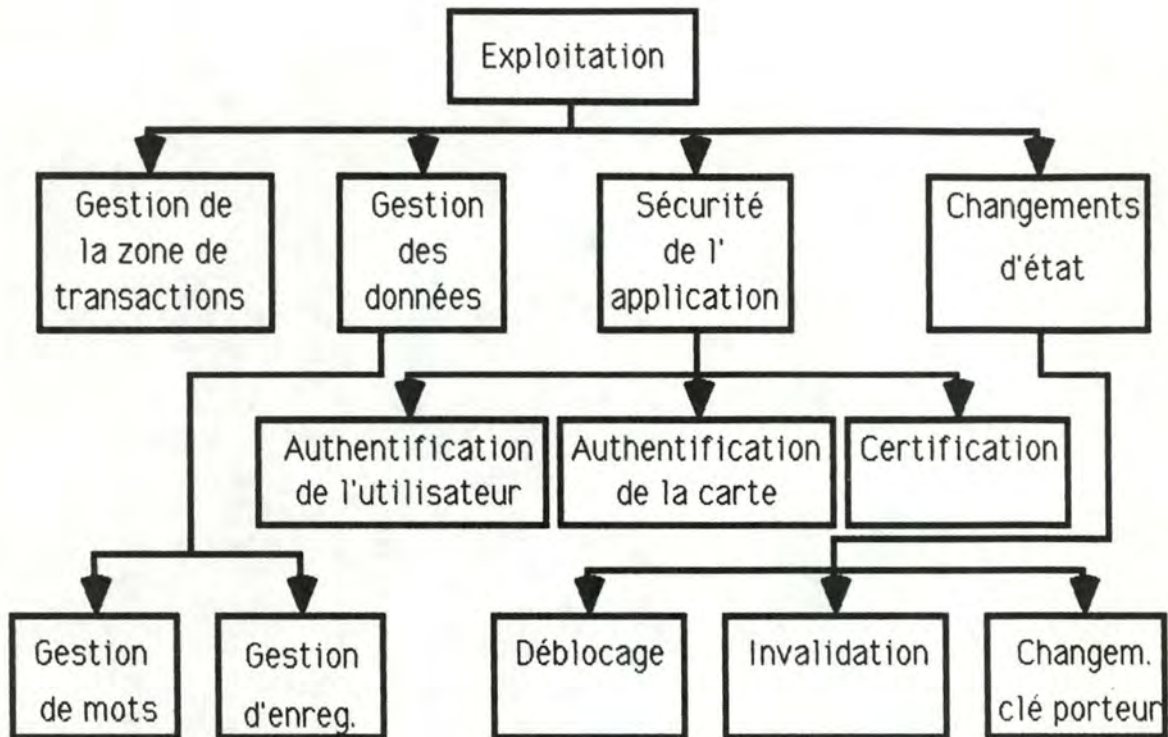 Exploitation
Gestion de
la zone de
transactions
Gestion
des
données
Sécurité
de l'
application
Changements
d'état
Authentification
de l'utilisateur
Authentification
de la carte
Certification
Gestion
de mots
Gestion
d'enreg.
Déblocage
Invalidation
Changem.
clé porteur